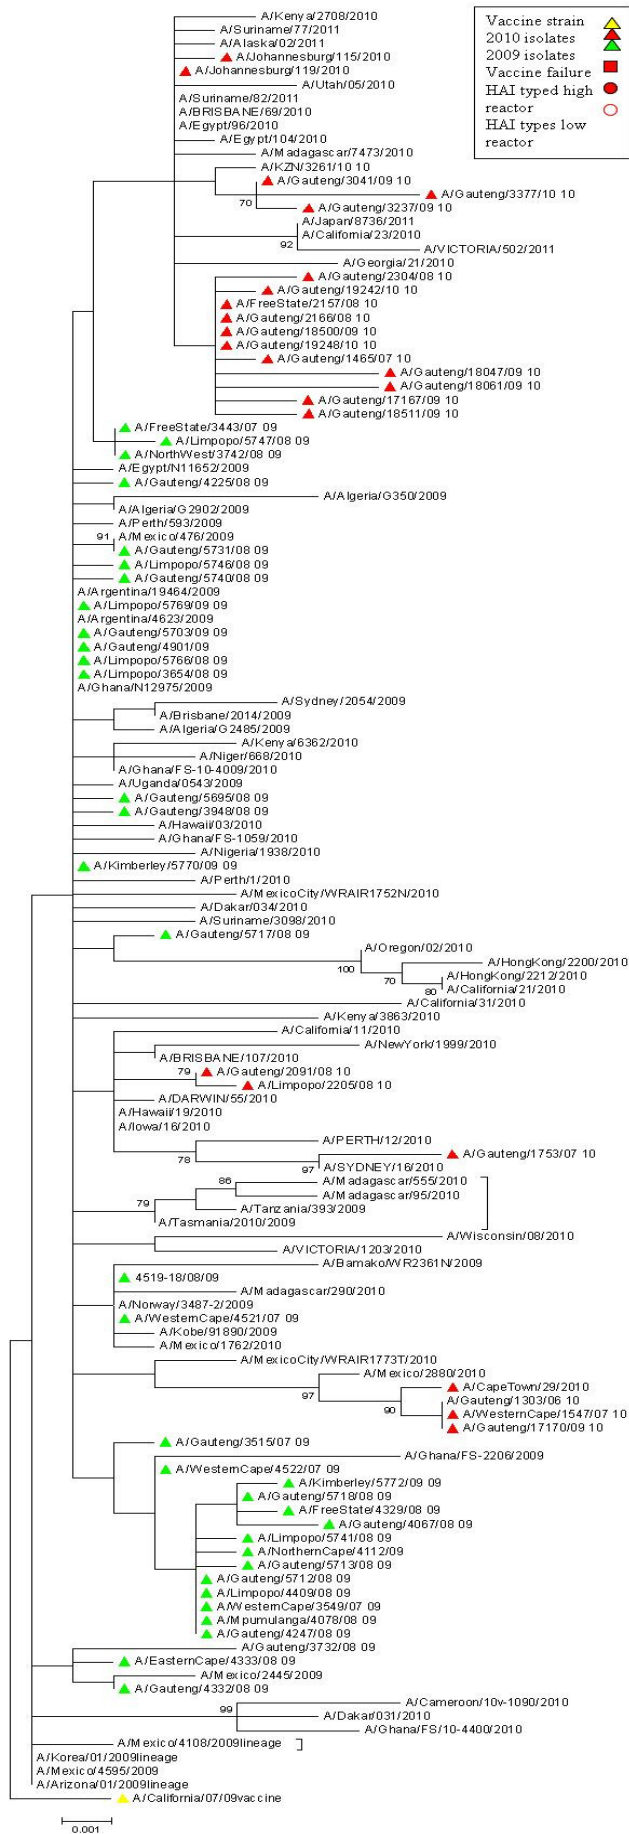 A/Kenya/2708/2010
A/Suriname/77/2011
A/Alaska/02/2011
A/Johannesburg/115/2010
A/Johannesburg/119/2010
A/Utah/05/2010
A/Suriname/82/2011
A/BRISBANE/69/2010
A/Egypt/96/2010
A/Egypt/104/2010
A/Madagascar/7473/2010
A/KZN/3261/10 10
A/Gauteng/3041/09 10
A/Gauteng/3377/10 10
70
A/Gauteng/3237/09 10
A/Japan/8736/2011
A/California/23/2010
92
A/VICTORIA/502/2011
A/Georgia/21/2010
A/Gauteng/2304/08 10
A/Gauteng/19242/10 10
A/FreeState/2157/08 10
A/Gauteng/2166/08 10
A/Gauteng/18500/09 10
A/Gauteng/19248/10 10
A/Gauteng/1465/07 10
A/Gauteng/18047/09 10
A/Gauteng/18061/09 10
A/Gauteng/17167/09 10
A/Gauteng/18511/09 10
A/FreeState/3443/07 09
A/Limpopo/5747/08 09
A/NorthWest/3742/08 09
A/Egypt/N11652/2009
A/Gauteng/4225/08 09
A/Algeria/G350/2009
A/Algeria/G2902/2009
A/Perth/593/2009
91
A/Mexico/476/2009
A/Gauteng/5731/08 09
A/Limpopo/5746/08 09
A/Gauteng/5740/08 09
A/Argentina/19464/2009
A/Limpopo/5769/09 09
A/Argentina/4623/2009
A/Gauteng/5703/09 09
A/Gauteng/4901/09
A/Limpopo/5766/08 09
A/Limpopo/3654/08 09
A/Ghana/N12975/2009
A/Sydney/2054/2009
A/Brisbane/2014/2009
A/Algeria/G2485/2009
A/Kenya/6362/2010
A/Niger/668/2010
A/Ghana/FS-10-4009/2010
A/Uganda/0543/2009
A/Gauteng/5695/08 09
A/Gauteng/3948/08 09
A/Hawaii/03/2010
A/Ghana/FS-1059/2010
A/Nigeria/1938/2010
A/Kimberley/5770/09 09
A/Perth/1/2010
A/MexicoCity/WRAIR1752N/2010
A/Dakar/034/2010
A/Suriname/3098/2010
A/Gauteng/5717/08 09
A/Oregon/02/2010
100
A/HongKong/2200/2010
70
A/HongKong/2212/2010
80
A/California/21/2010
A/California/31/2010
A/Kenya/3863/2010
A/California/11/2010
A/NewYork/1999/2010
A/BRISBANE/107/2010
79
A/Gauteng/2091/08 10
A/Limpopo/2205/08 10
A/DARWIN/55/2010
A/Hawaii/19/2010
A/Iowa/16/2010
A/PERTH/12/2010
78
A/Gauteng/1753/07 10
97
A/SYDNEY/16/2010
86
A/Madagascar/555/2010
A/Madagascar/95/2010
79
A/Tanzania/393/2009
A/Tasmania/2010/2009
A/Wisconsin/08/2010
A/VICTORIA/1203/2010
A/Bamako/WR2361N/2009
4519-18/08/09
A/Madagascar/290/2010
A/Norway/3487-2/2009
A/WesternCape/4521/07 09
A/Kobe/91890/2009
A/Mexico/1762/2010
A/MexicoCity/WRAIR1773T/2010
A/Mexico/2880/2010
97
A/CapeTown/29/2010
A/Gauteng/1303/06 10
90
A/WesternCape/1547/07 10
A/Gauteng/17170/09 10
A/Gauteng/3515/07 09
A/Ghana/FS-2206/2009
A/WesternCape/4522/07 09
A/Kimberley/5772/09 09
A/Gauteng/5718/08 09
A/FreeState/4329/08 09
A/Gauteng/4067/08 09
A/Limpopo/5741/08 09
A/NorthernCape/4112/09
A/Gauteng/5713/08 09
A/Gauteng/5712/08 09
A/Limpopo/4409/08 09
A/WesternCape/3549/07 09
A/Mpumulanga/4078/08 09
A/Gauteng/4247/08 09
A/Gauteng/3732/08 09
A/EasternCape/4333/08 09
A/Mexico/2445/2009
A/Gauteng/4332/08 09
A/Cameroon/10v-1090/2010
99
A/Dakar/031/2010
A/Ghana/FS/10-4400/2010
A/Mexico/4108/2009lineage
A/Korea/01/2009lineage
A/Mexico/4595/2009
A/Arizona/01/2009lineage
A/California/07/09vaccine
0.001
Vaccine strain
2010 isolates
2009 isolates
Vaccine failure
HAI typed high
reactor
HAI types low
reactor